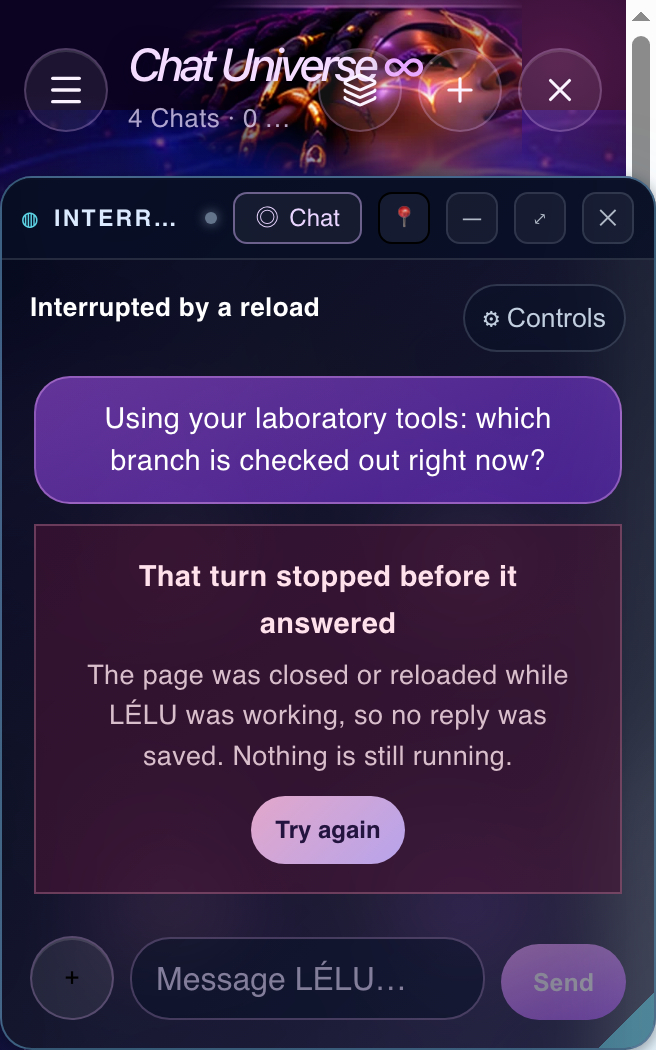 Chat Universe ∞
4 Chats · 0 …
INTERR… Chat
Interrupted by a reload
Controls
Using your laboratory tools: which
branch is checked out right now?
That turn stopped before it
answered
The page was closed or reloaded while
LÉLU was working, so no reply was
saved. Nothing is still running.
Try again
+ Message LÉLU… Send